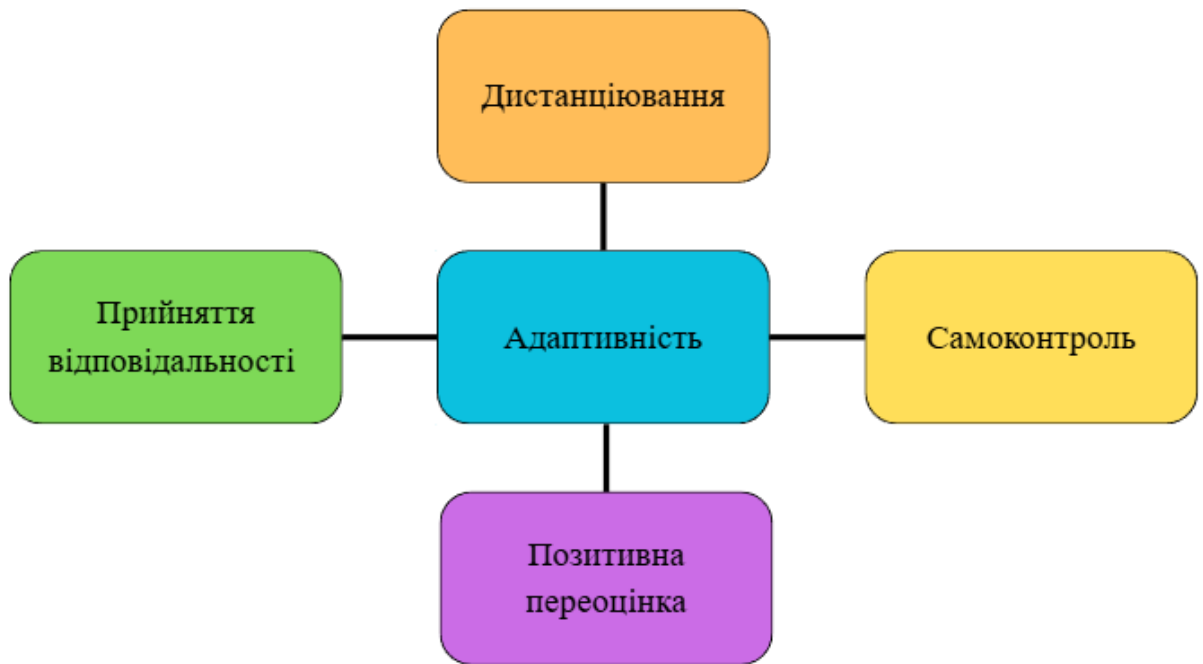 Дистанціювання
Прийняття
відповідальності
Адаптивність
Самоконтроль
Позитивна
переоцінка